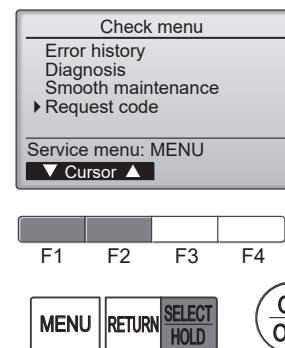 Check menu
Error history
Diagnosis
Smooth maintenance
Request code
Service menu: MENU
▼ Cursor ▲
F1 F2 F3 F4
MENU RETURN SELECT
HOLD